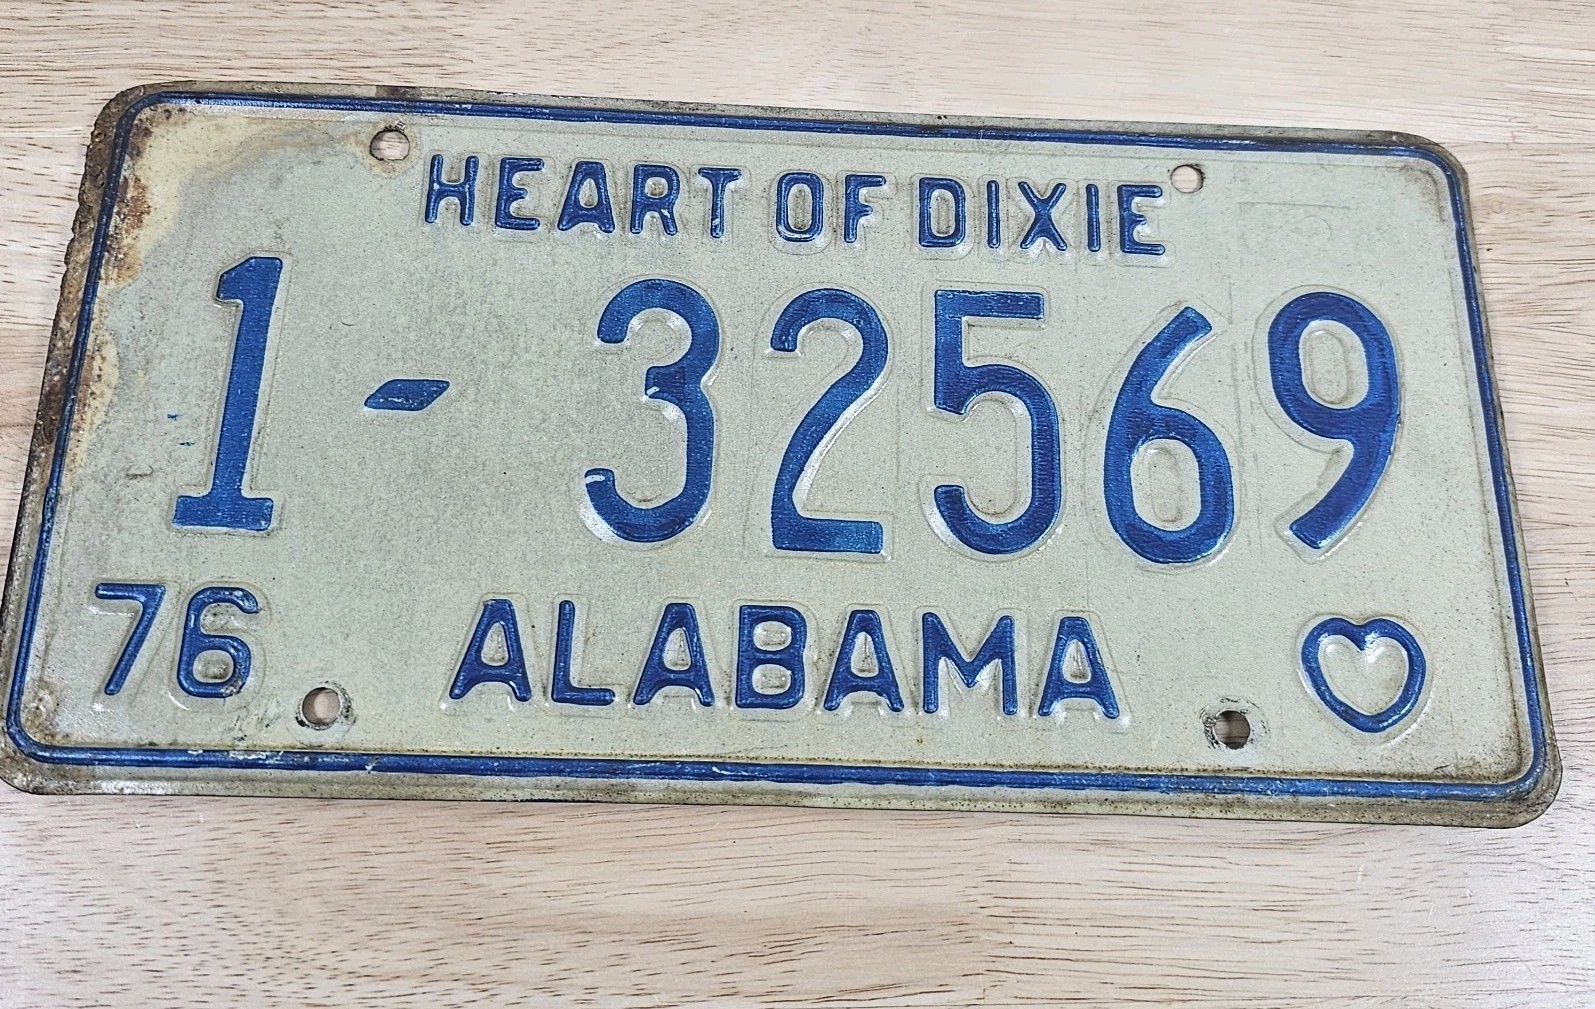 HEART OF DIXIE
1-32569
76 ALABAMA